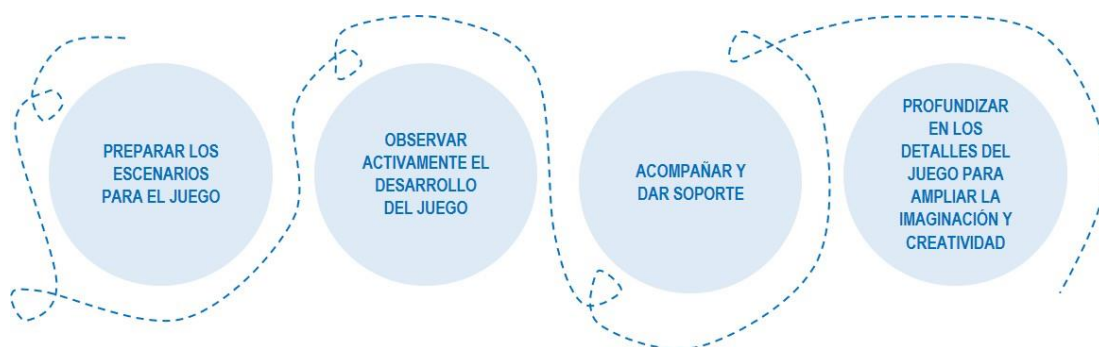 PREPARAR LOS
ESCENARIOS
PARA EL JUEGO
OBSERVAR
ACTIVAMENTE EL
DESARROLLO
DEL JUEGO
ACOMPAÑAR Y
DAR SOPORTE
PROFUNDIZAR
EN LOS
DETALLES DEL
JUEGO PARA
AMPLIAR LA
IMAGINACIÓN Y
CREATIVIDAD